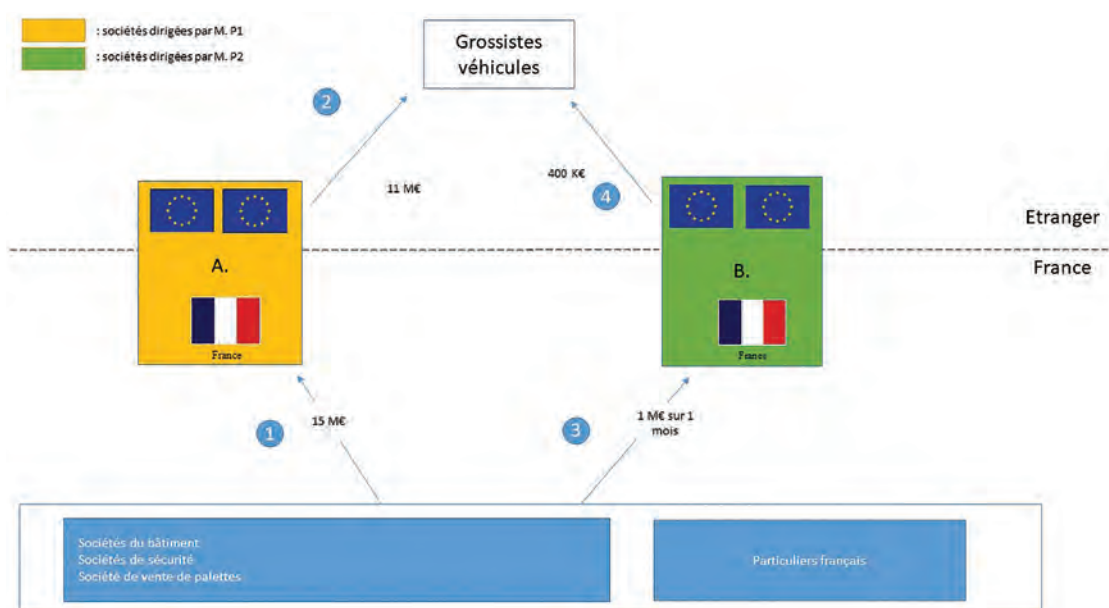 : sociétés dirigées par M. P1
: sociétés dirigées par M. P2
Grossistes
véhicules
2
11 M€
400 K€
4
Etranger
France
A.
France
B.
France
1
15 M€
3
1 M€ sur 1
mois
Sociétés du bâtiment
Sociétés de sécurité
Société de vente de palettes
Particuliers français